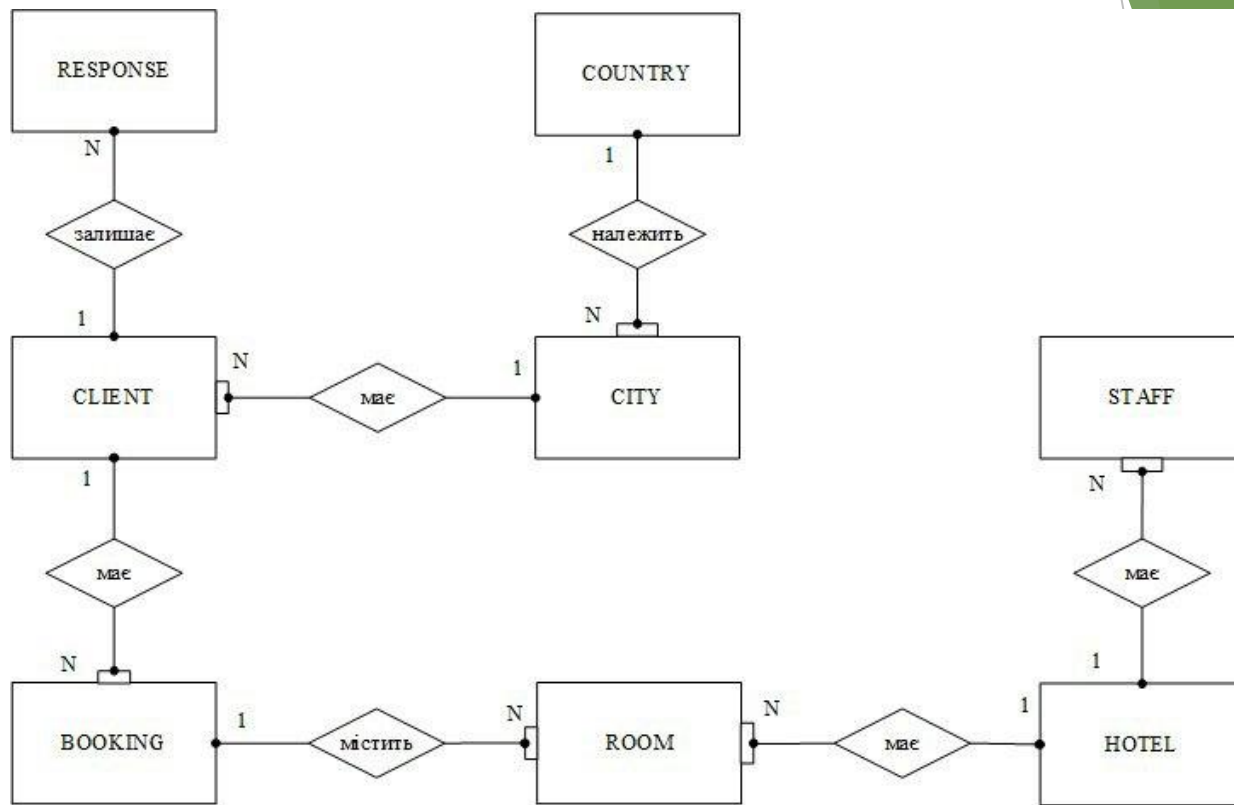 RESPONSE
COUNTRY
N
1
залишає
належить
1
N
CLIENT
N
має
1
CITY
STAFF
1
N
має
має
N
1
BOOKING
1
містить
N
ROOM
N
має
1
HOTEL